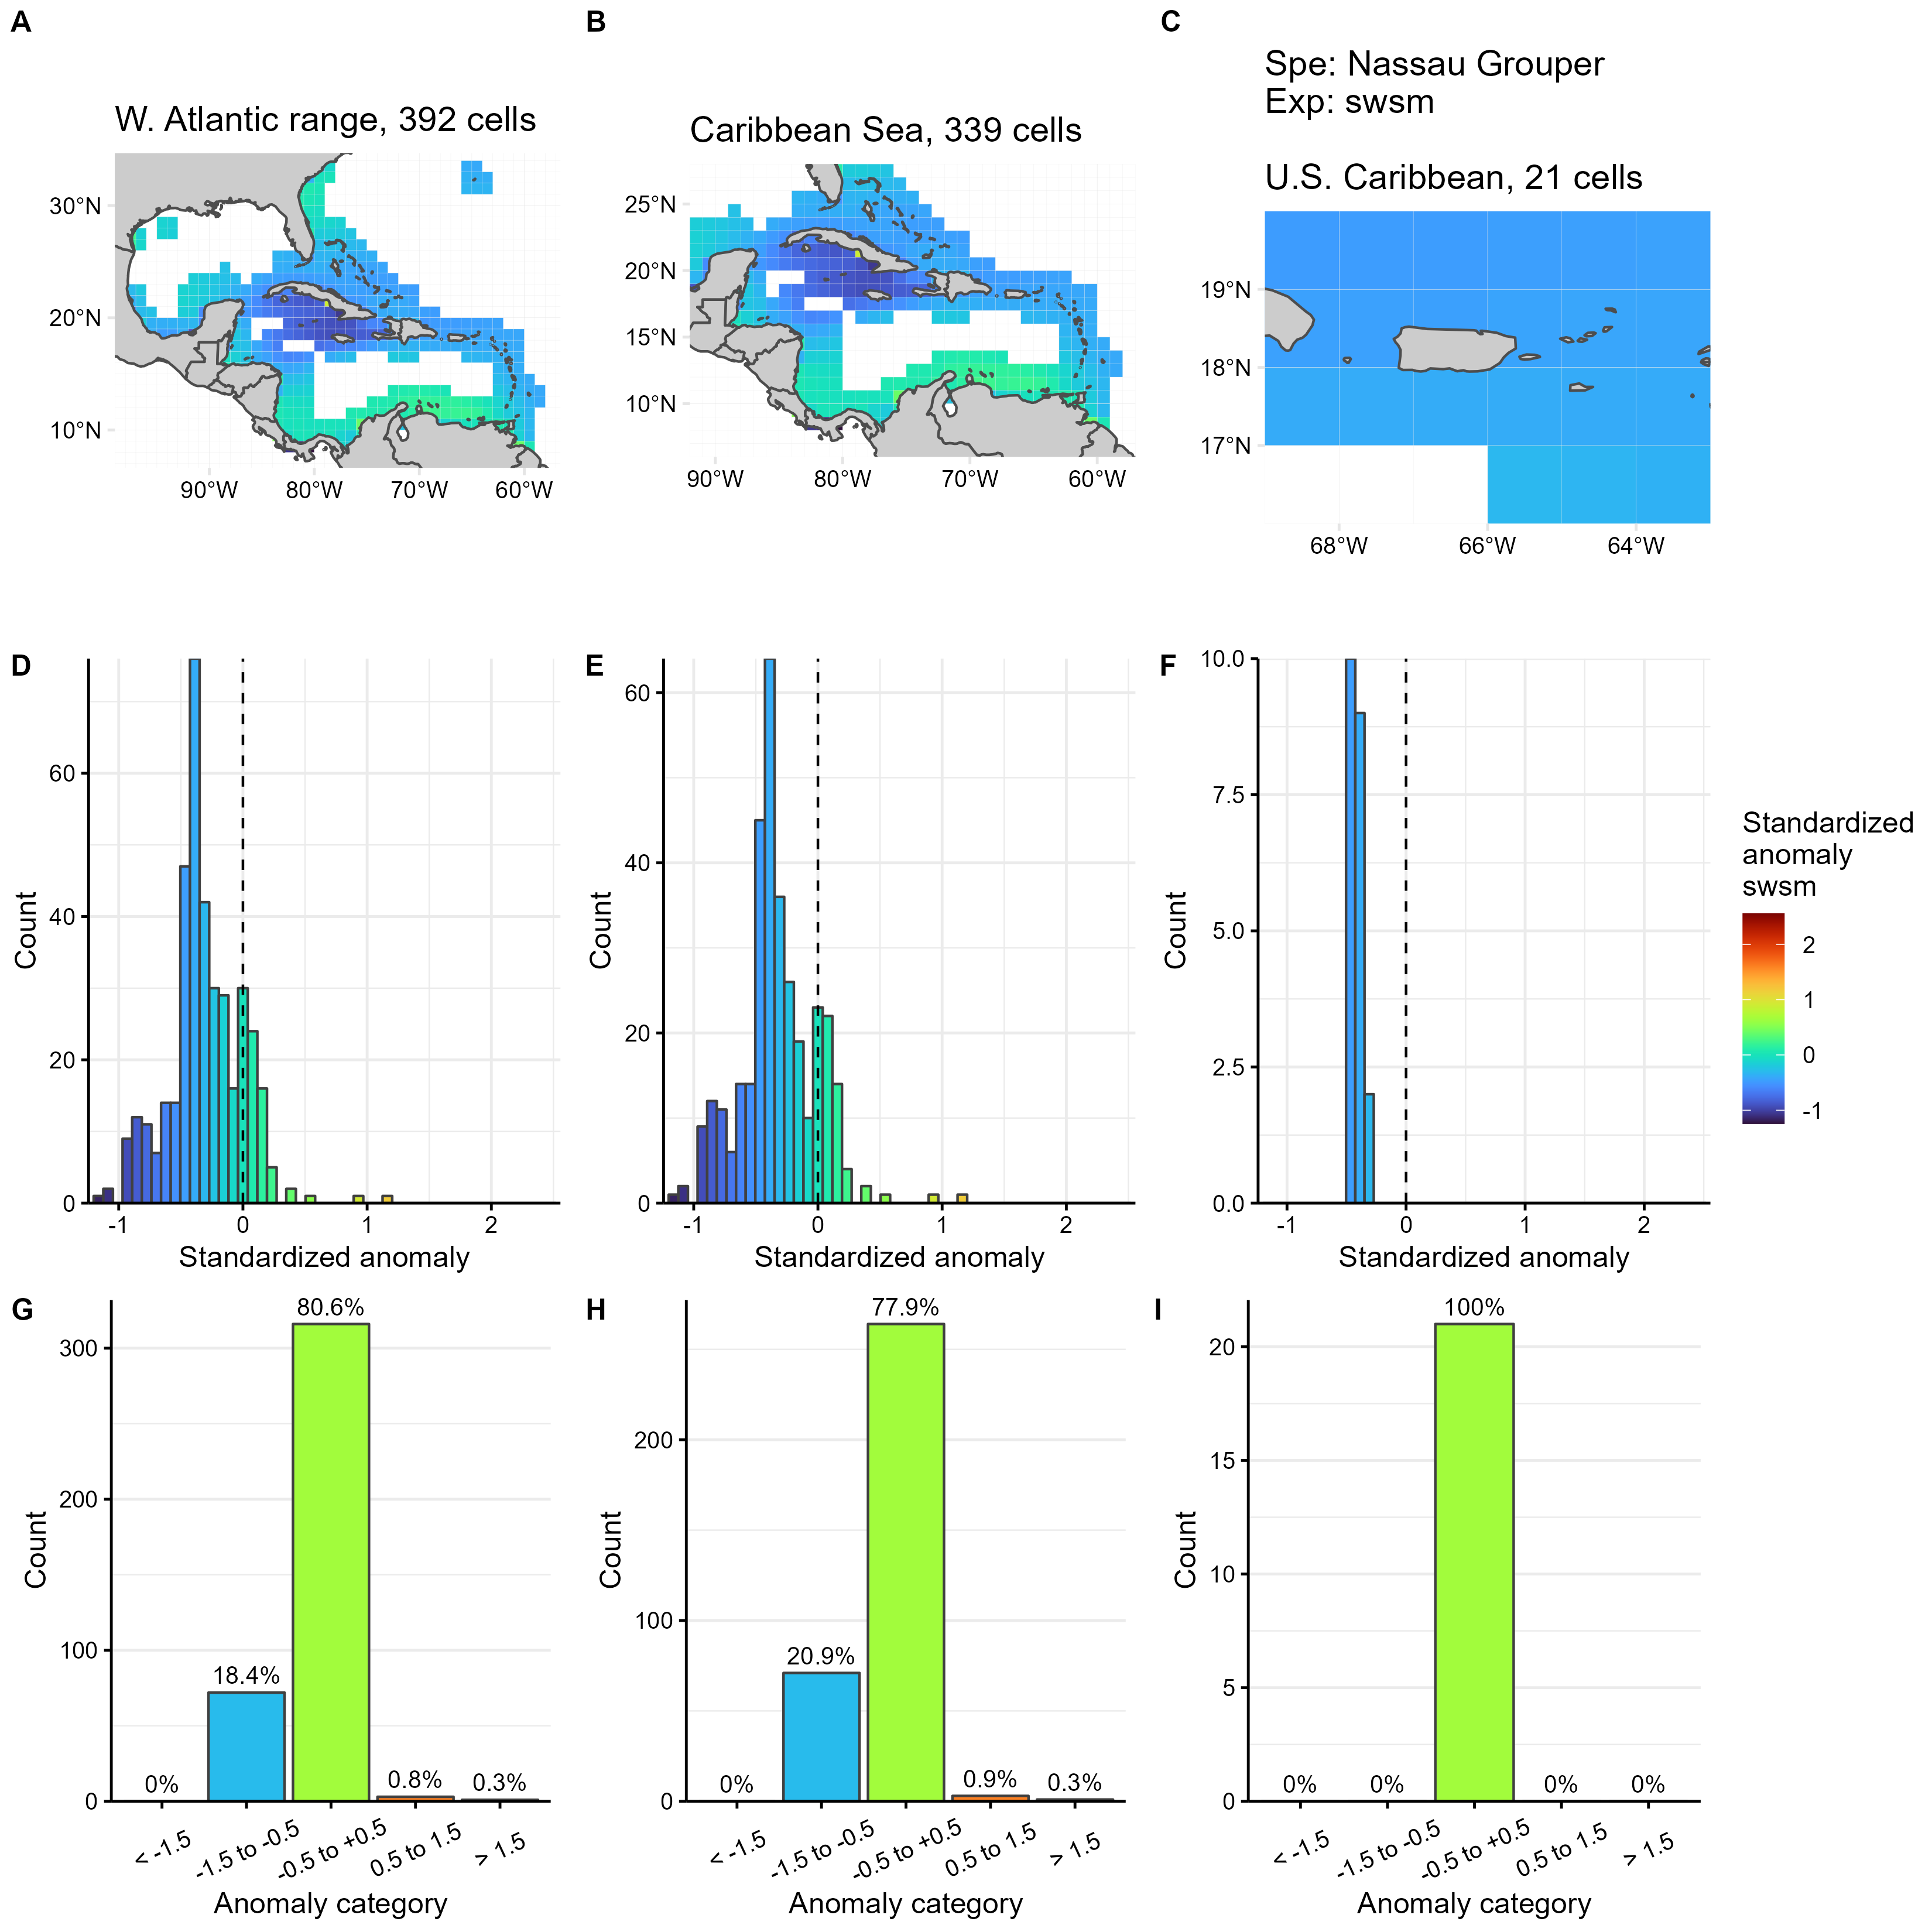 A
B
C
Spe: Nassau Grouper
Exp: swsm
W. Atlantic range, 392 cells
Caribbean Sea, 339 cells
U.S. Caribbean, 21 cells
30°N
20°N
10°N
90°W
80°W
70°W
60°W
25°N
20°N
15°N
10°N
90°W
80°W
70°W
60°W
19°N
18°N
17°N
68°W
66°W
64°W
D
60
40
20
0
Count
-1
0
1
2
Standardized anomaly
E
60
40
20
0
Count
-1
0
1
2
Standardized anomaly
F
10.0
7.5
5.0
2.5
0.0
Count
-1
0
1
2
Standardized anomaly
Standardized
anomaly
swsm
2
1
0
-1
G
300
200
100
0
Count
0%
18.4%
80.6%
0.8%
0.3%
< -1.5
-1.5 to -0.5
-0.5 to +0.5
0.5 to 1.5
> 1.5
Anomaly category
H
200
100
0
Count
0%
20.9%
77.9%
0.9%
0.3%
< -1.5
-1.5 to -0.5
-0.5 to +0.5
0.5 to 1.5
> 1.5
Anomaly category
I
20
15
10
5
0
Count
0%
0%
100%
0%
0%
< -1.5
-1.5 to -0.5
-0.5 to +0.5
0.5 to 1.5
> 1.5
Anomaly category